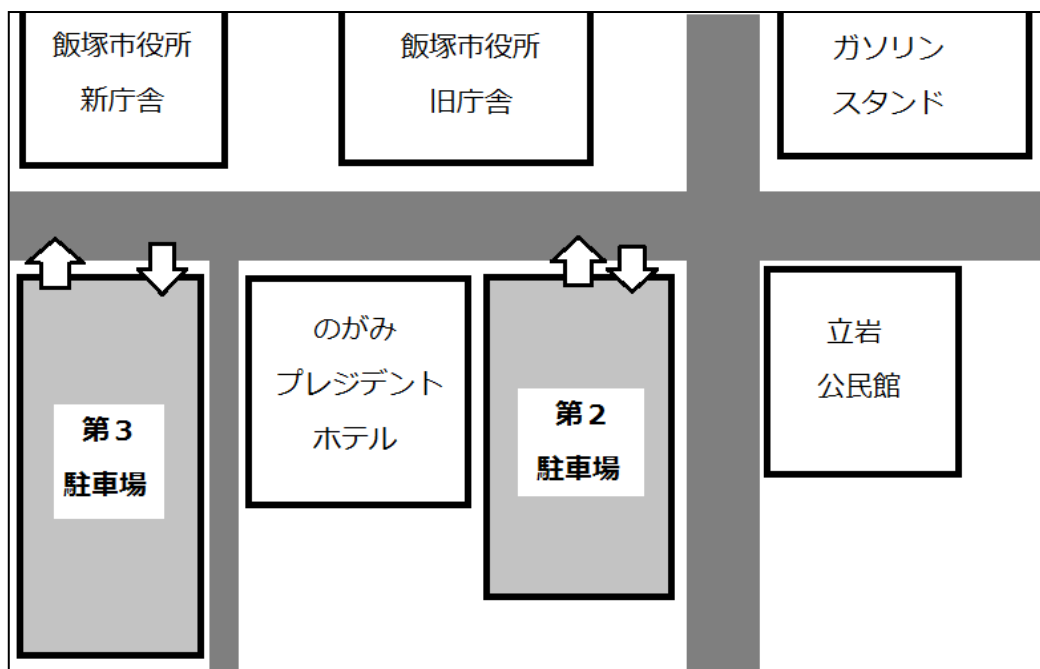 飯塚市役所
新庁舎
飯塚市役所
旧庁舎
ガソリン
スタンド
のがみ
プレジデント
ホテル
立岩
公民館
第３
駐車場
第２
駐車場